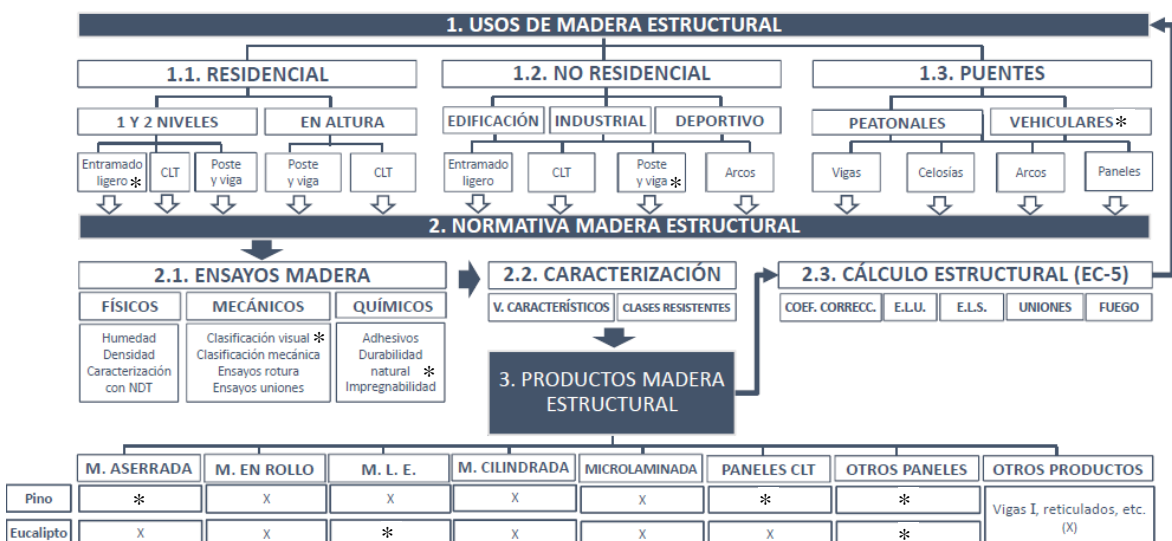 1. USOS DE MADERA ESTRUCTURAL
1.1. RESIDENCIAL
1.2. NO RESIDENCIAL
1.3. PUENTES
1 Y 2 NIVELES
EN ALTURA
EDIFICACIÓN
INDUSTRIAL
DEPORTIVO
PEATONALES
VEHICULARES *
Entramado
ligero *
CLT
Poste
y viga
Poste
y viga
CLT
Entramado
ligero
CLT
Poste
y viga *
Arcos
Vigas
Celosías
Arcos
Paneles
2. NORMATIVA MADERA ESTRUCTURAL
2.1. ENSAYOS MADERA
FÍSICOS
Humedad
Densidad
Caracterización
con NDT
MECÁNICOS
Clasificación visual *
Clasificación mecánica
Ensayos rotura
Ensayos uniones
QUÍMICOS
Adhesivos
Durabilidad
natural *
Impregnabilidad
2.2. CARACTERIZACIÓN
V. CARACTERÍSTICOS
CLASES RESISTENTES
2.3. CÁLCULO ESTRUCTURAL (EC-5)
COEF. CORRECC.
E.L.U.
E.L.S.
UNIONES
FUEGO
3. PRODUCTOS MADERA
ESTRUCTURAL
M. ASERRADA
M. EN ROLLO
M. L. E.
M. CILINDRADA
MICROLAMINADA
PANELES CLT
OTROS PANELES
OTROS PRODUCTOS
Pino * X X X X * *
Eucalipto X X * X X X *
Vigas I, reticulados, etc.
(X)